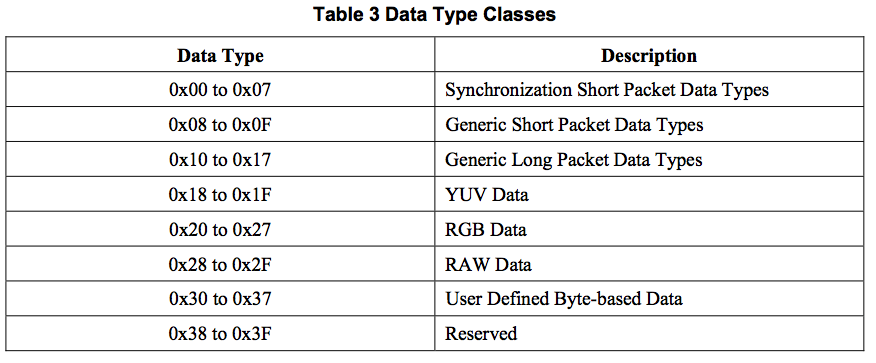 Table 3 Data Type Classes
Data Type Description
0x00 to 0x07 Synchronization Short Packet Data Types
0x08 to 0x0F Generic Short Packet Data Types
0x10 to 0x17 Generic Long Packet Data Types
0x18 to 0x1F YUV Data
0x20 to 0x27 RGB Data
0x28 to 0x2F RAW Data
0x30 to 0x37 User Defined Byte-based Data
0x38 to 0x3F Reserved